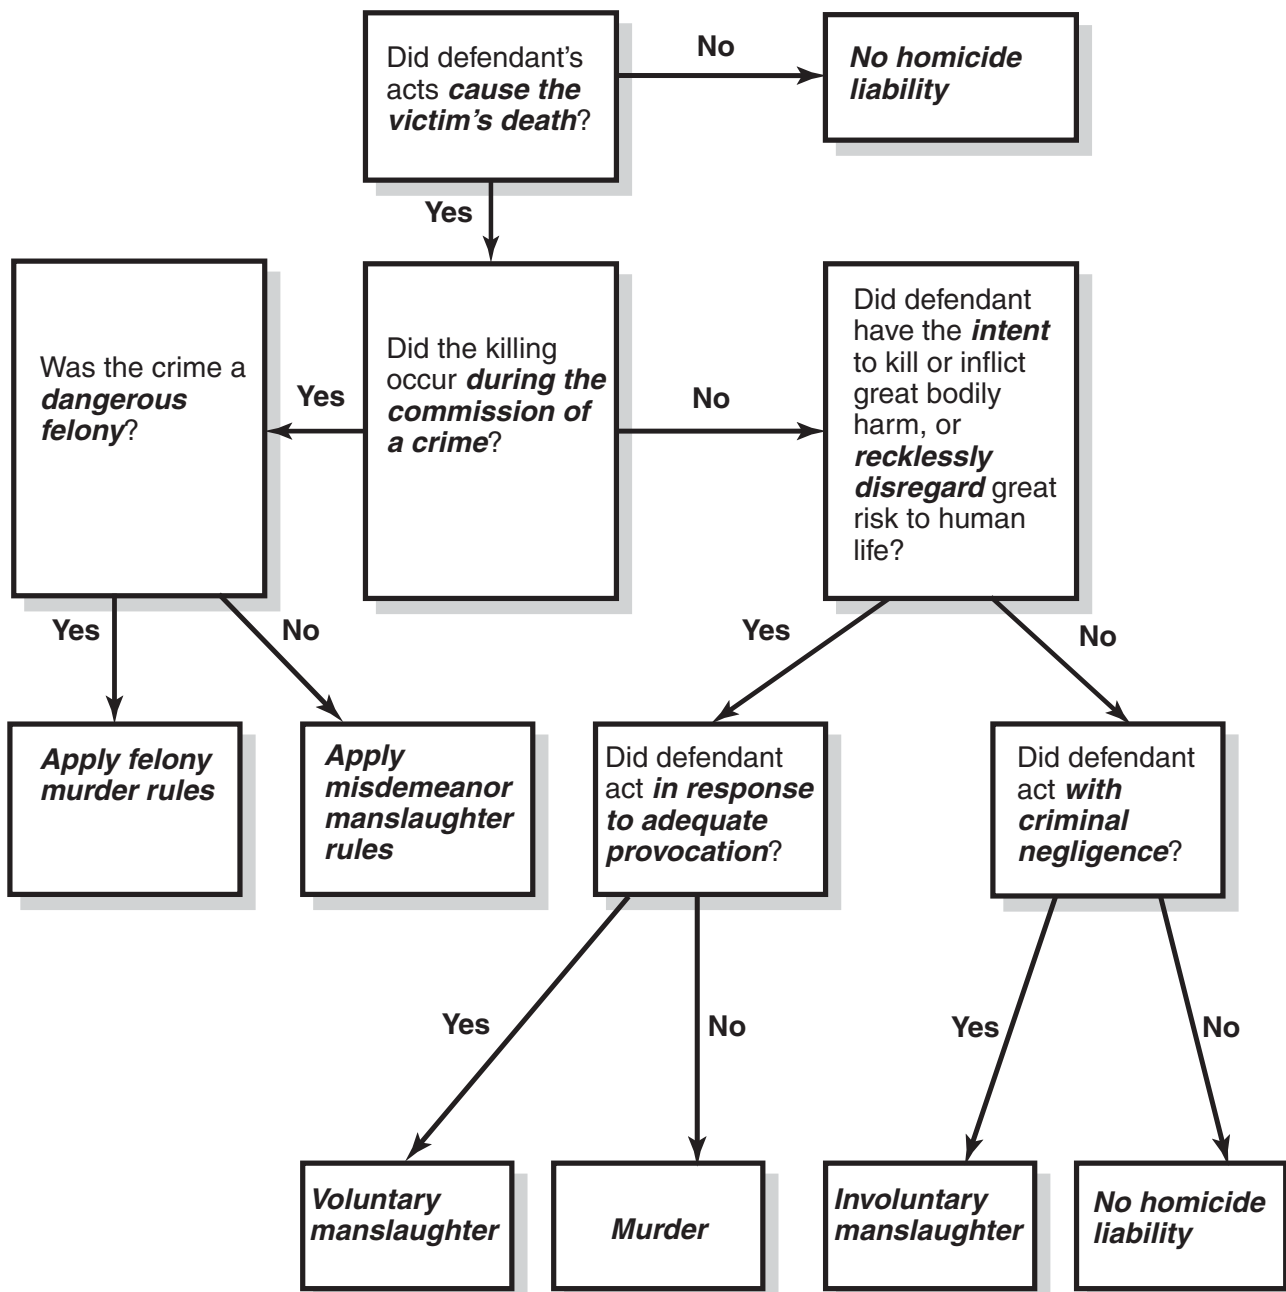 Did defendant's
acts cause the
victim's death?
No
No homicide
liability
Yes
Was the crime a
dangerous
felony?
Yes
Did the killing
occur during the
commission of
a crime?
No
Did defendant
have the intent
to kill or inflict
great bodily
harm, or
recklessly
disregard great
risk to human
life?
Yes
No
Yes
No
Apply felony
murder rules
Apply
misdemeanor
manslaughter
rules
Did defendant
act in response
to adequate
provocation?
Did defendant
act with
criminal
negligence?
Yes
No
Yes
No
Voluntary
manslaughter
Murder
Involuntary
manslaughter
No homicide
liability